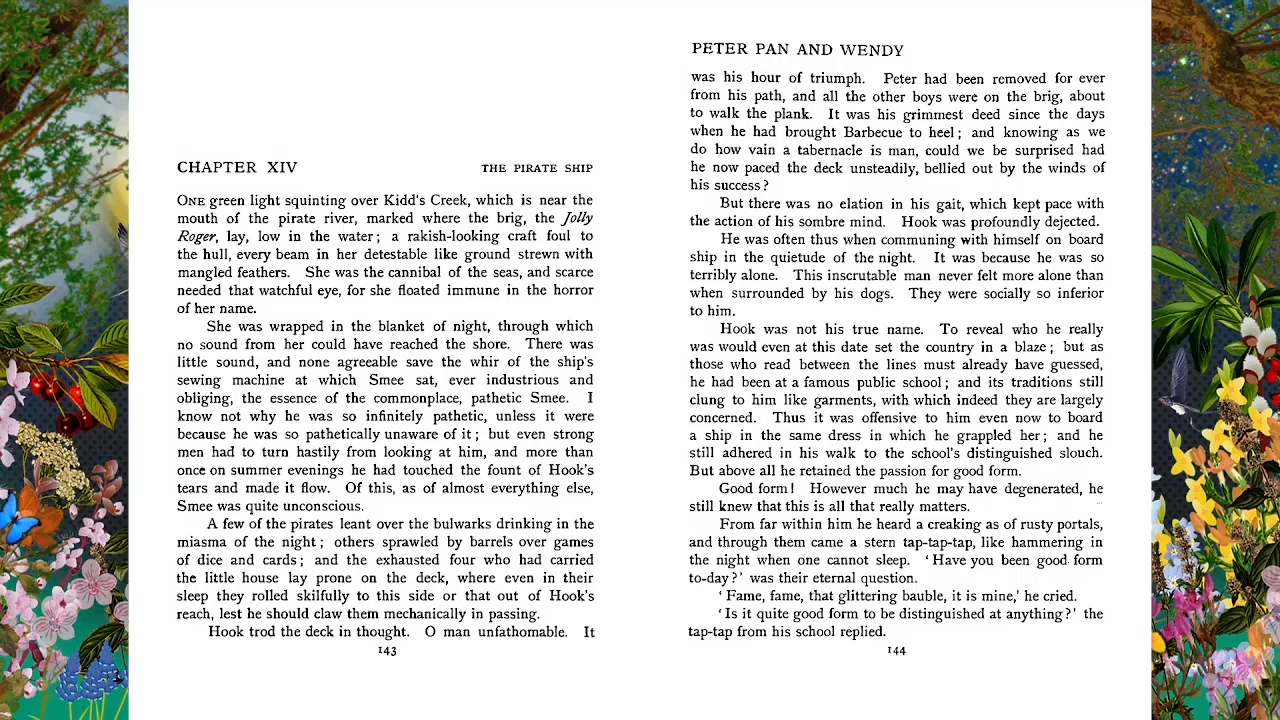 CHAPTER XIV THE PIRATE SHIP
ONE green light squinting over Kidd's Creek, which is near the
mouth of the pirate river, marked where the brig, the Jolly
Roger, lay, low in the water; a rakish-looking craft foul to
the hull, every beam in her detestable like ground strewn with
mangled feathers. She was the cannibal of the seas, and scarce
needed that watchful eye, for she floated immune in the horror
of her name.
She was wrapped in the blanket of night, through which
no sound from her could have reached the shore. There was
little sound, and none agreeable save the whir of the ship's
sewing machine at which Smee sat, ever industrious and
obliging, the essence of the commonplace, pathetic Smee. I
know not why he was so infinitely pathetic, unless it were
because he was so pathetically unaware of it; but even strong
men had to turn hastily from looking at him, and more than
once on summer evenings he had touched the fount of Hook's
tears and made it flow. Of this, as of almost everything else,
Smee was quite unconscious.
A few of the pirates leant over the bulwarks drinking in the
miasma of the night; others sprawled by barrels over games
of dice and cards; and the exhausted four who had carried
the little house lay prone on the deck, where even in their
sleep they rolled skilfully to this side or that out of Hook's
reach, lest he should claw them mechanically in passing.
Hook trod the deck in thought. O man unfathomable. It
143
PETER PAN AND WENDY
was his hour of triumph. Peter had been removed for ever
from his path, and all the other boys were on the brig, about
to walk the plank. It was his grimmest deed since the days
when he had brought Barbecue to heel; and knowing as we
do how vain a tabernacle is man, could we be surprised had
he now paced the deck unsteadily, bellied out by the winds of
his success?
But there was no elation in his gait, which kept pace with
the action of his sombre mind. Hook was profoundly dejected.
He was often thus when communing with himself on board
ship in the quietude of the night. It was because he was so
terribly alone. This inscrutable man never felt more alone than
when surrounded by his dogs. They were socially so inferior
to him.
Hook was not his true name. To reveal who he really
was would even at this date set the country in a blaze; but as
those who read between the lines must already have guessed,
he had been at a famous public school; and its traditions still
clung to him like garments, with which indeed they are largely
concerned. Thus it was offensive to him even now to board
a ship in the same dress in which he grappled her; and he
still adhered in his walk to the school's distinguished slouch.
But above all he retained the passion for good form.
Good form! However much he may have degenerated, he
still knew that this is all that really matters.
From far within him he heard a creaking as of rusty portals,
and through them came a stern tap-tap-tap, like hammering in
the night when one cannot sleep. 'Have you been good form
to-day?' was their eternal question.
'Fame, fame, that glittering bauble, it is mine,' he cried.
'Is it quite good form to be distinguished at anything?' the
tap-tap from his school replied.
144